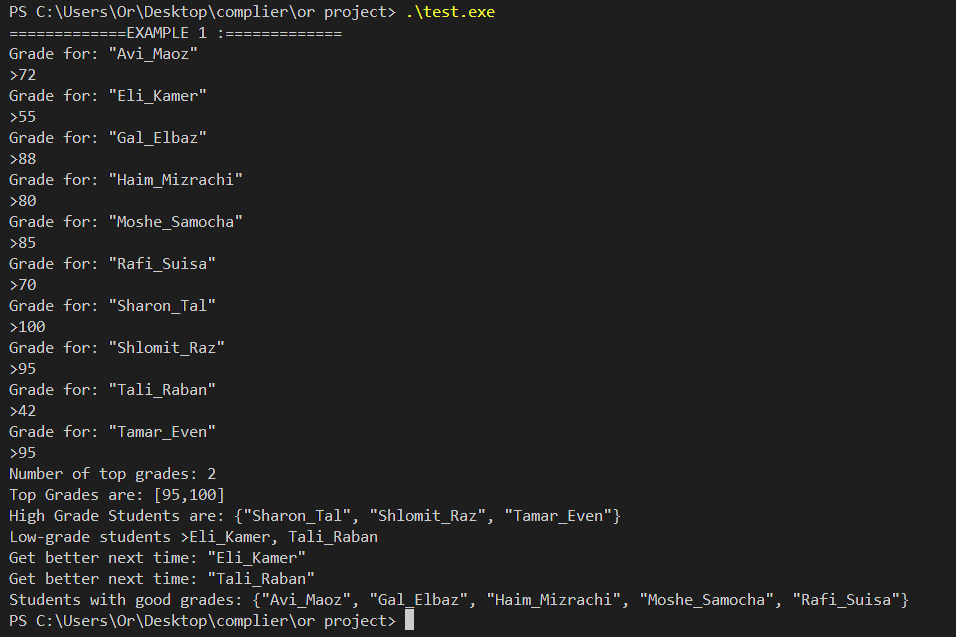 PS C:\Users\Or\Desktop\complier\or project> .\test.exe
=============EXAMPLE 1 :=============
Grade for: "Avi_Maoz"
>72
Grade for: "Eli_Kamer"
>55
Grade for: "Gal_Elbaz"
>88
Grade for: "Haim_Mizrachi"
>80
Grade for: "Moshe_Samocha"
>85
Grade for: "Rafi_Suisa"
>70
Grade for: "Sharon_Tal"
>100
Grade for: "Shlomit_Raz"
>95
Grade for: "Tali_Raban"
>42
Grade for: "Tamar_Even"
>95
Number of top grades: 2
Top Grades are: [95,100]
High Grade Students are: {"Sharon_Tal", "Shlomit_Raz", "Tamar_Even"}
Low-grade students >Eli_Kamer, Tali_Raban
Get better next time: "Eli_Kamer"
Get better next time: "Tali_Raban"
Students with good grades: {"Avi_Maoz", "Gal_Elbaz", "Haim_Mizrachi", "Moshe_Samocha", "Rafi_Suisa"}
PS C:\Users\Or\Desktop\complier\or project>